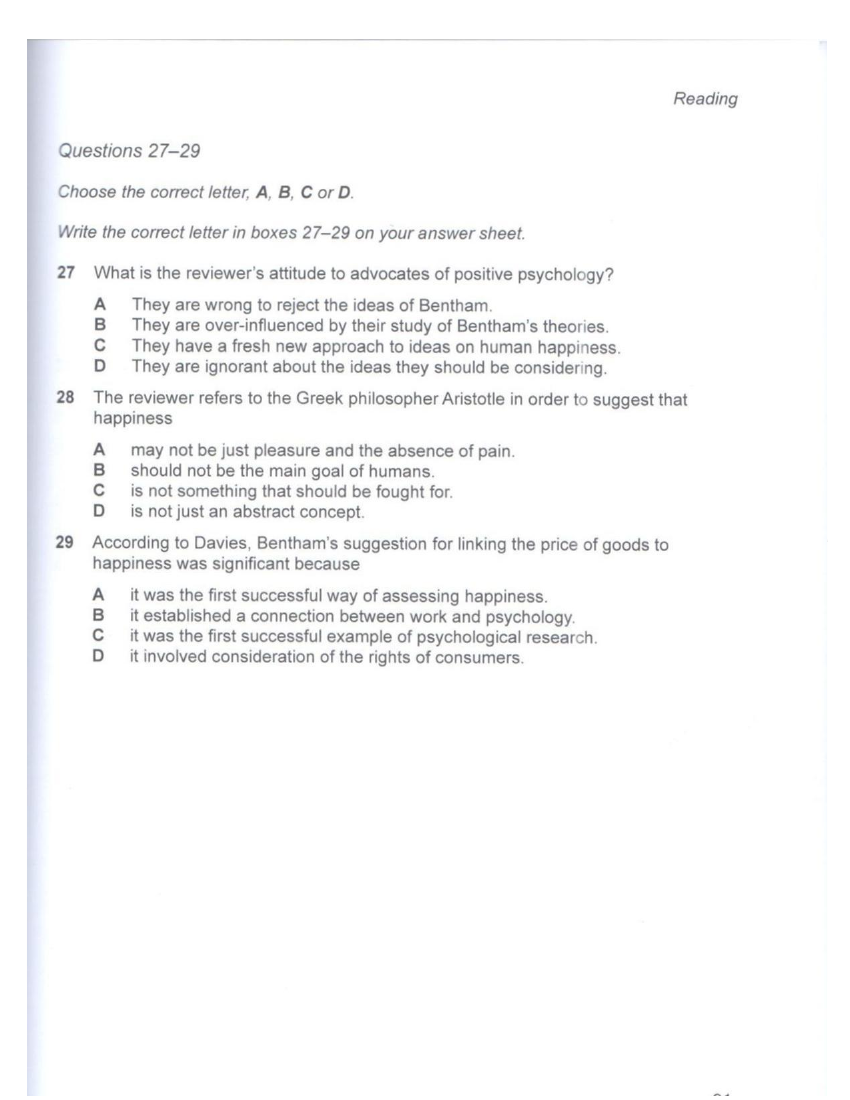 Reading
Questions 27–29
Choose the correct letter, A, B, C or D.
Write the correct letter in boxes 27–29 on your answer sheet.
27 What is the reviewer's attitude to advocates of positive psychology?
A They are wrong to reject the ideas of Bentham.
B They are over-influenced by their study of Bentham's theories.
C They have a fresh new approach to ideas on human happiness.
D They are ignorant about the ideas they should be considering.
28 The reviewer refers to the Greek philosopher Aristotle in order to suggest that
happiness
A may not be just pleasure and the absence of pain.
B should not be the main goal of humans.
C is not something that should be fought for.
D is not just an abstract concept.
29 According to Davies, Bentham's suggestion for linking the price of goods to
happiness was significant because
A it was the first successful way of assessing happiness.
B it established a connection between work and psychology.
C it was the first successful example of psychological research.
D it involved consideration of the rights of consumers.